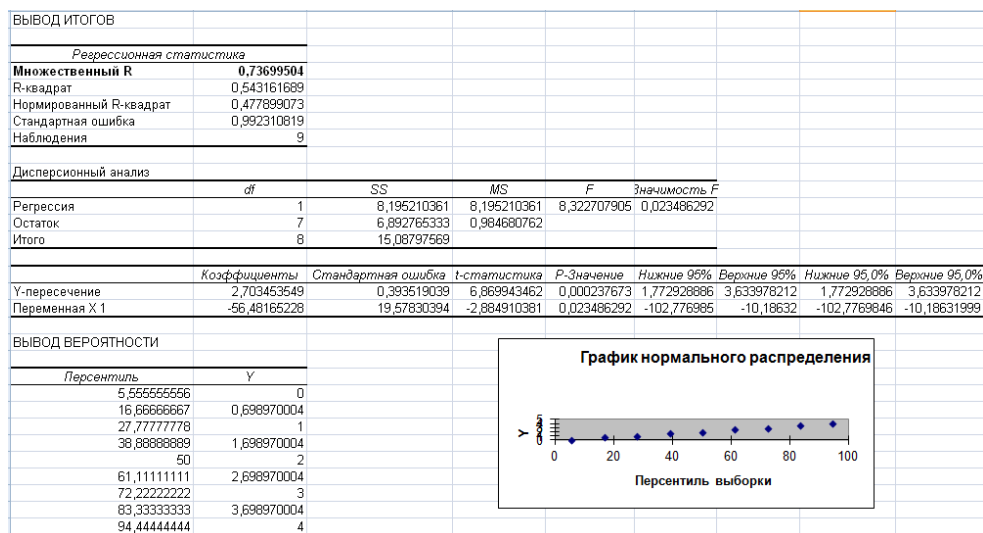 ВЫВОД ИТОГОВ
Регрессионная статистика
Множественный R 0,73699504
R-квадрат 0,543161689
Нормированный R-квадрат 0,477899073
Стандартная ошибка 0,992310819
Наблюдения 9
Дисперсионный анализ
df SS MS F Значимость F
Регрессия 1 8,195210361 8,195210361 8,322707905 0,023486292
Остаток 7 6,892765333 0,984680762
Итого 8 15,08797569
Коэффициенты Стандартная ошибка t-статистика P-Значение Нижние 95% Верхние 95% Нижние 95,0% Верхние 95,0%
Y-пересечение 2,703453549 0,393519039 6,869943462 0,000237673 1,772928886 3,633978212 1,772928886 3,633978212
Переменная X 1 -56,48165228 19,57830394 -2,884910381 0,023486292 -102,776985 -10,18632 -102,7769846 -10,18631999
ВЫВОД ВЕРОЯТНОСТИ
Персентиль Y
5,555555556 0
16,66666667 0,698970004
27,77777778 1
38,88888889 1,698970004
50 2
61,11111111 2,698970004
72,22222222 3
83,33333333 3,698970004
94,44444444 4
График нормального распределения
Y
5
0
0 20 40 60 80 100
Персентиль выборки